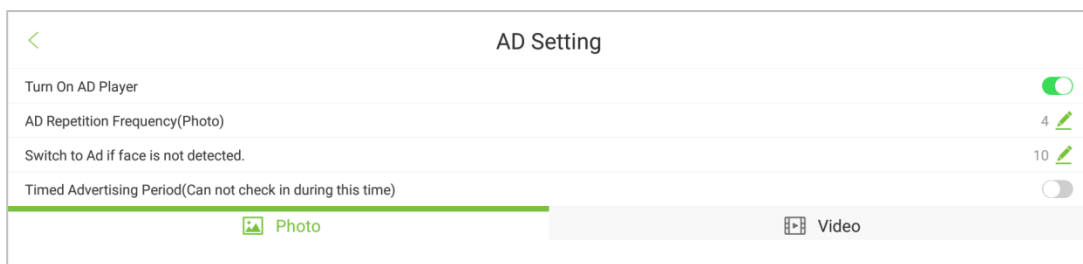 AD Setting
Turn On AD Player
AD Repetition Frequency(Photo) 4
Switch to Ad if face is not detected. 10
Timed Advertising Period(Can not check in during this time)
Photo Video